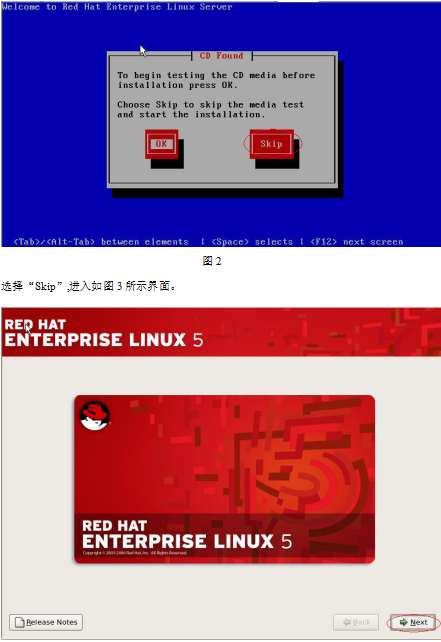 Welcome to Red Hat Enterprise Linux Server
CD Found
To begin testing the CD media before
installation press OK.
Choose Skip to skip the media test
and start the installation.
OK Skip
<Tab>/<Alt-Tab> between elements | <Space> selects | <F12> next screen
图2
选择“Skip”,进入如图3所示界面。
RED HAT
ENTERPRISE LINUX 5
RED HAT
ENTERPRISE LINUX 5
Copyright © 2003-2006 Red Hat, Inc. All Rights Reserved.
Release Notes Back Next